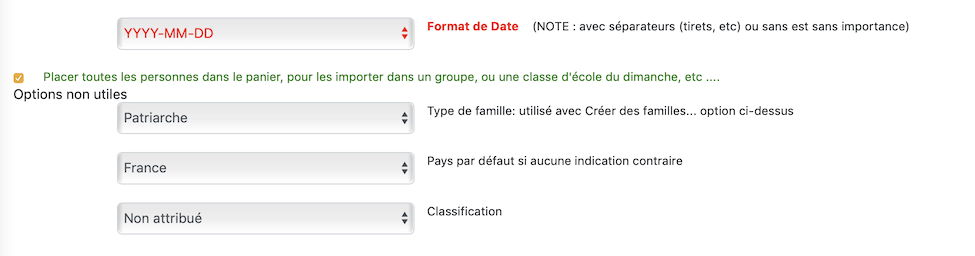 YYYY-MM-DD Format de Date (NOTE : avec séparateurs (tirets, etc) ou sans est sans importance)
Placer toutes les personnes dans le panier, pour les importer dans un groupe, ou une classe d'école du dimanche, etc ....
Options non utiles
Patriarche Type de famille: utilisé avec Créer des familles... option ci-dessus
France Pays par défaut si aucune indication contraire
Non attribué Classification